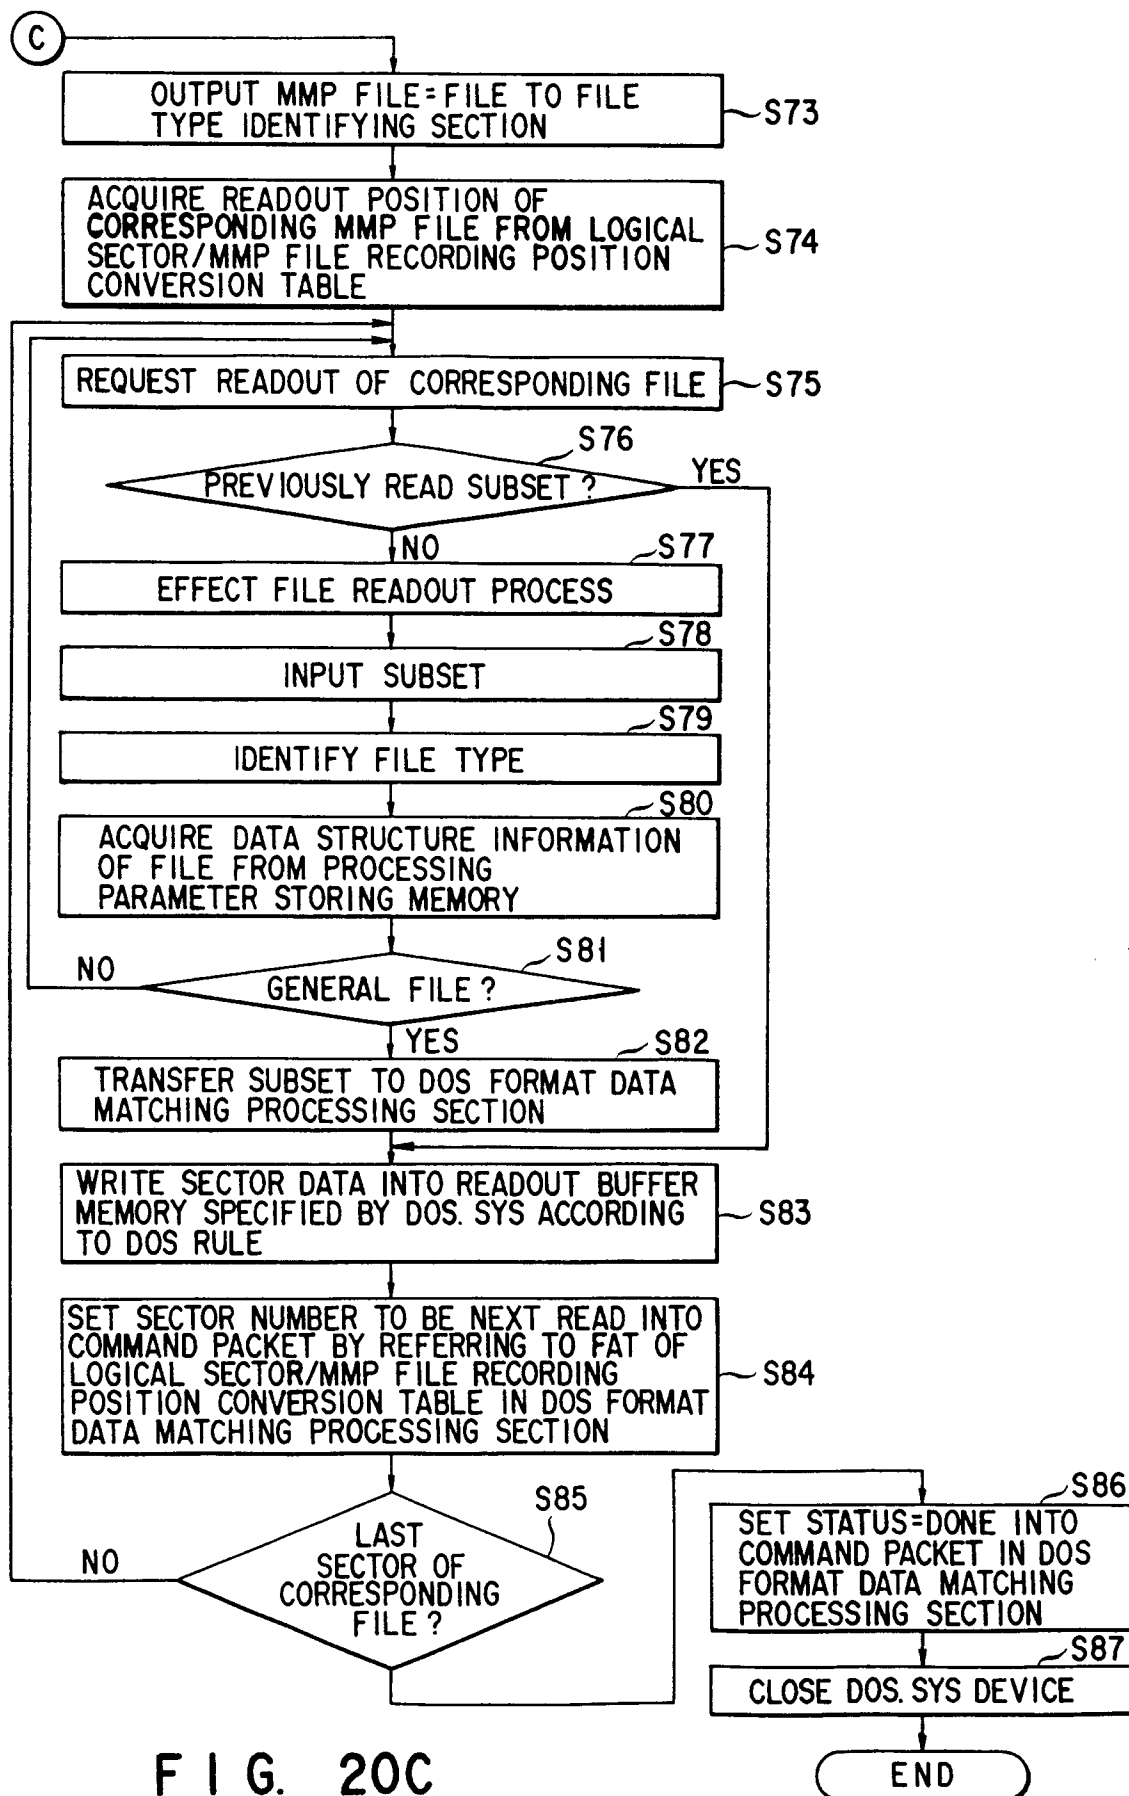 C
OUTPUT MMP FILE=FILE TO FILE
TYPE IDENTIFYING SECTION
S73
ACQUIRE READOUT POSITION OF
CORRESPONDING MMP FILE FROM LOGICAL
SECTOR/MMP FILE RECORDING POSITION
CONVERSION TABLE
S74
REQUEST READOUT OF CORRESPONDING FILE
S75
S76
PREVIOUSLY READ SUBSET?
YES
NO
S77
EFFECT FILE READOUT PROCESS
S78
INPUT SUBSET
S79
IDENTIFY FILE TYPE
S80
ACQUIRE DATA STRUCTURE INFORMATION
OF FILE FROM PROCESSING
PARAMETER STORING MEMORY
S81
NO
GENERAL FILE?
YES
S82
TRANSFER SUBSET TO DOS FORMAT DATA
MATCHING PROCESSING SECTION
WRITE SECTOR DATA INTO READOUT BUFFER
MEMORY SPECIFIED BY DOS.SYS ACCORDING
TO DOS RULE
S83
SET SECTOR NUMBER TO BE NEXT READ INTO
COMMAND PACKET BY REFERRING TO FAT OF
LOGICAL SECTOR/MMP FILE RECORDING
POSITION CONVERSION TABLE IN DOS FORMAT
DATA MATCHING PROCESSING SECTION
S84
S85
NO
LAST
SECTOR OF
CORRESPONDING
FILE?
S86
SET STATUS=DONE INTO
COMMAND PACKET IN DOS
FORMAT DATA MATCHING
PROCESSING SECTION
S87
CLOSE DOS.SYS DEVICE
END
FIG. 20C